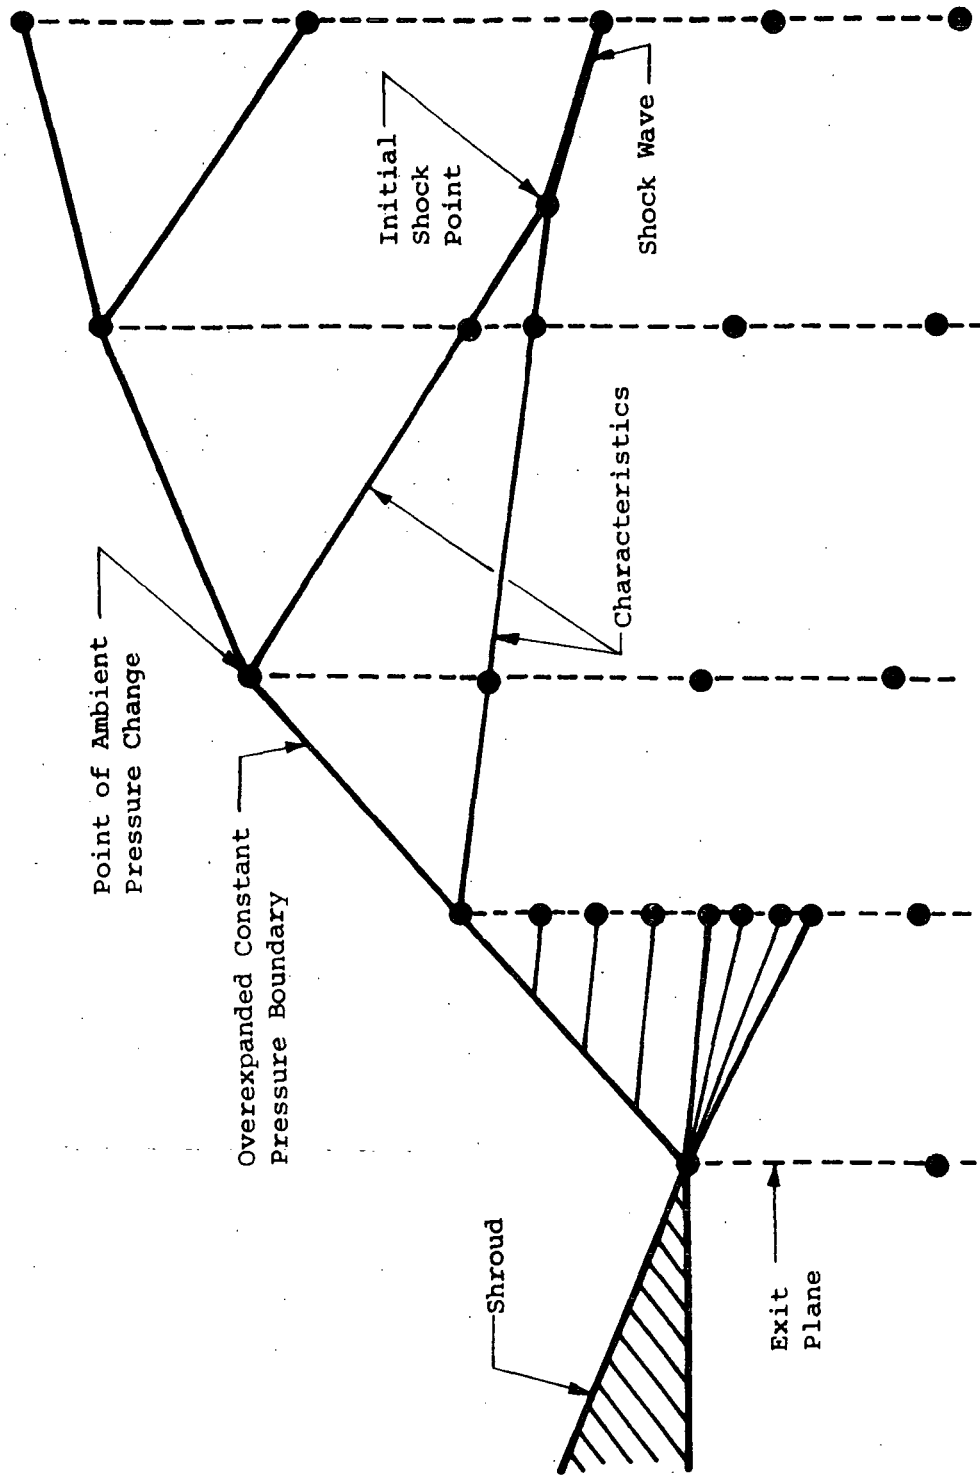 Point of Ambient
Pressure Change
Overexpanded Constant
Pressure Boundary
Initial
Shock
Point
Shock Wave
Characteristics
Shroud
Exit
Plane